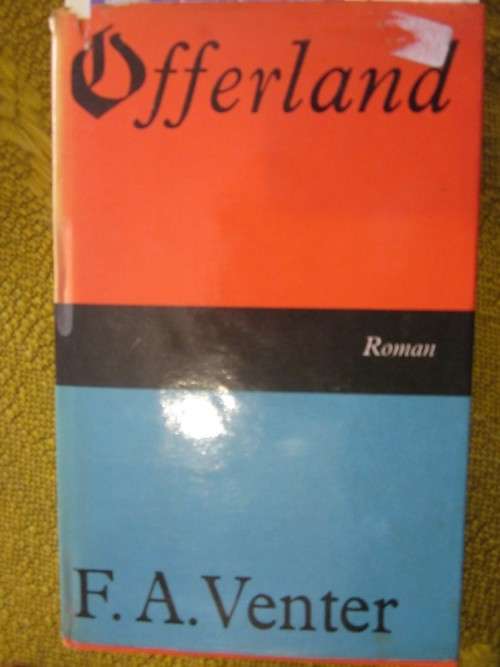 Offerland
Roman
F. A. Venter